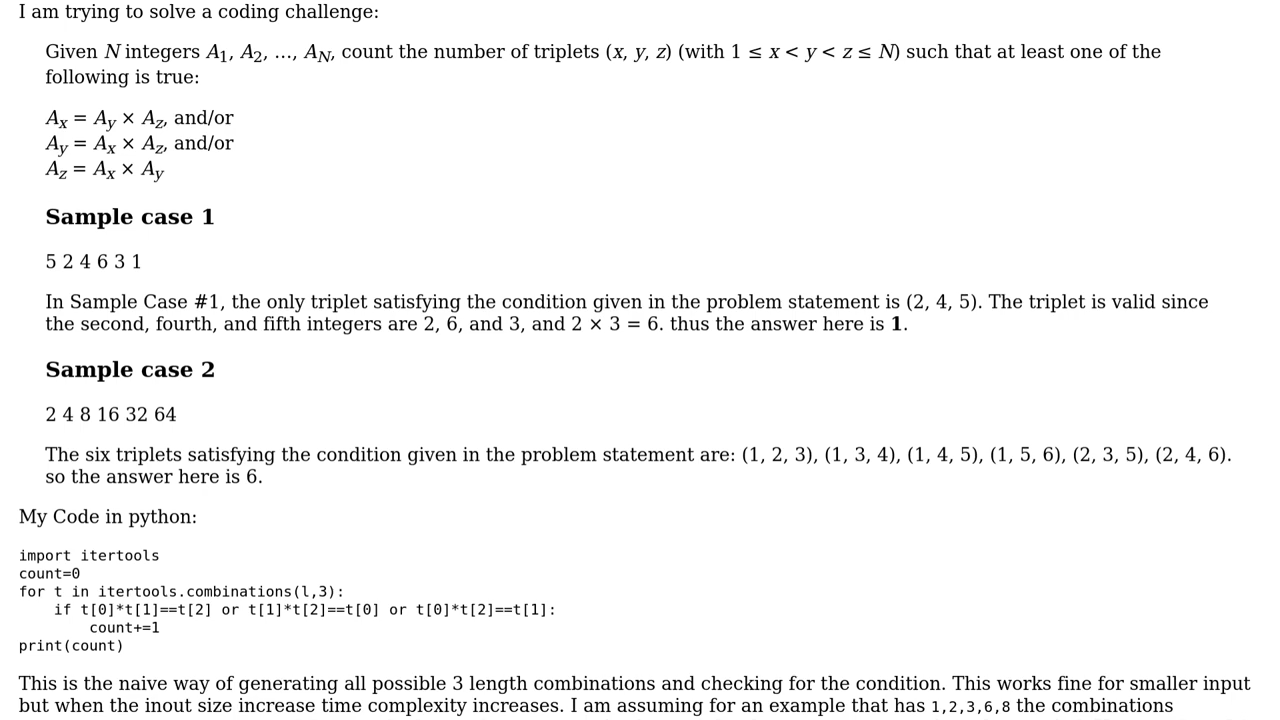 I am trying to solve a coding challenge:
Given N integers A1, A2, ..., AN, count the number of triplets (x, y, z) (with 1 ≤ x < y < z ≤ N) such that at least one of the
following is true:
Ax = Ay × Az, and/or
Ay = Ax × Az, and/or
Az = Ax × Ay
Sample case 1
5 2 4 6 3 1
In Sample Case #1, the only triplet satisfying the condition given in the problem statement is (2, 4, 5). The triplet is valid since
the second, fourth, and fifth integers are 2, 6, and 3, and 2 × 3 = 6. thus the answer here is 1.
Sample case 2
2 4 8 16 32 64
The six triplets satisfying the condition given in the problem statement are: (1, 2, 3), (1, 3, 4), (1, 4, 5), (1, 5, 6), (2, 3, 5), (2, 4, 6).
so the answer here is 6.
My Code in python:
import itertools
count=0
for t in itertools.combinations(l,3):
    if t[0]*t[1]==t[2] or t[1]*t[2]==t[0] or t[0]*t[2]==t[1]:
        count+=1
print(count)
This is the naive way of generating all possible 3 length combinations and checking for the condition. This works fine for smaller input
but when the inout size increase time complexity increases. I am assuming for an example that has 1,2,3,6,8 the combinations